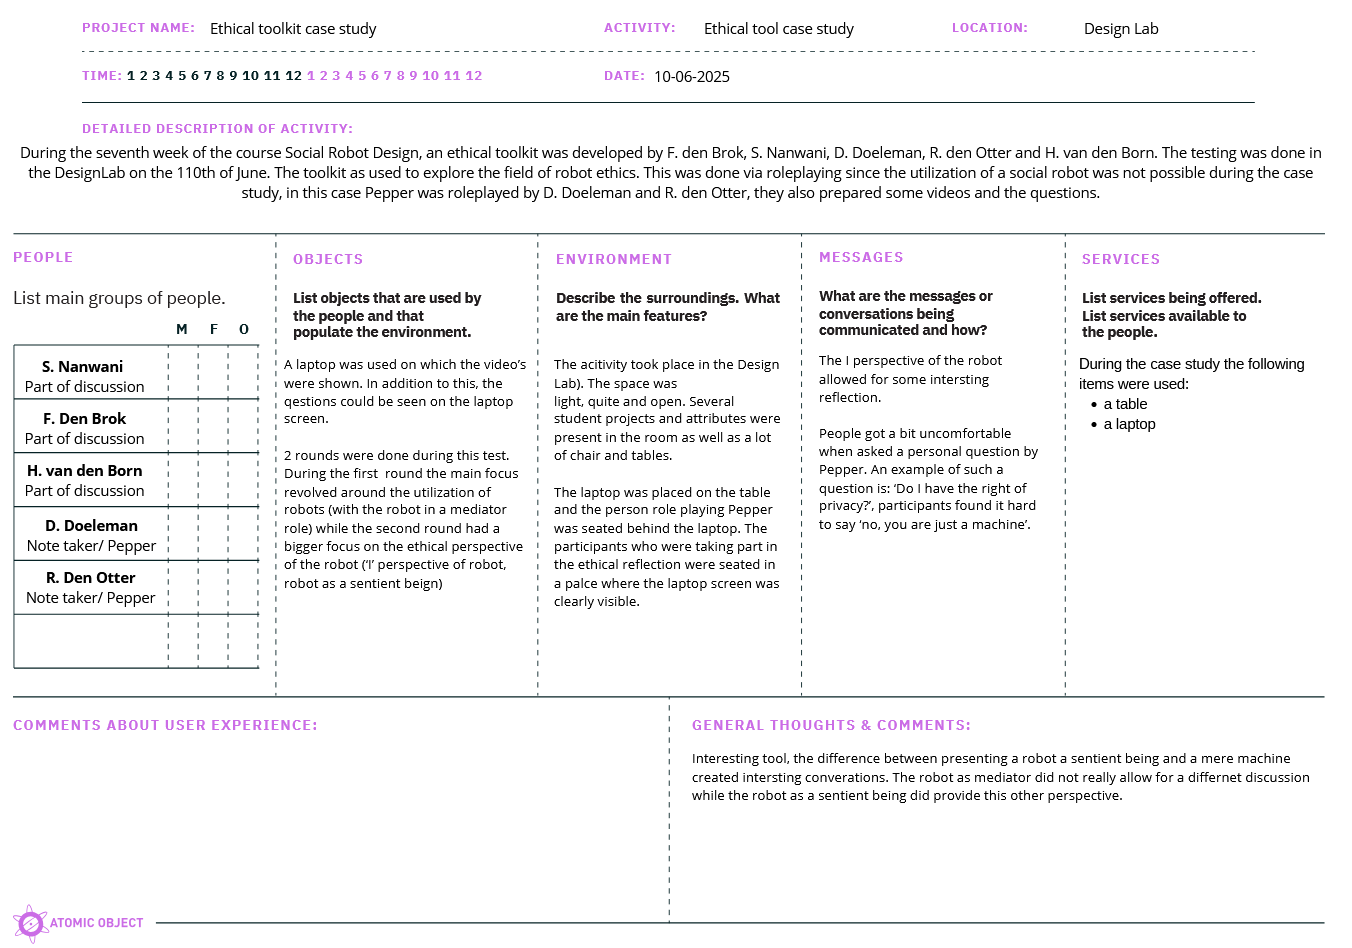 PROJECT NAME: Ethical toolkit case study ACTIVITY: Ethical tool case study LOCATION: Design Lab
TIME: 1 2 3 4 5 6 7 8 9 10 11 12 1 2 3 4 5 6 7 8 9 10 11 12 DATE: 10-06-2025
DETAILED DESCRIPTION OF ACTIVITY:
During the seventh week of the course Social Robot Design, an ethical toolkit was developed by F. den Brok, S. Nanwani, D. Doeleman, R. den Otter and H. van den Born. The testing was done in
the DesignLab on the 110th of June. The toolkit as used to explore the field of robot ethics. This was done via roleplaying since the utilization of a social robot was not possible during the case
study, in this case Pepper was roleplayed by D. Doeleman and R. den Otter, they also prepared some videos and the questions.
PEOPLE
List main groups of people.
M F O
S. Nanwani
Part of discussion
F. Den Brok
Part of discussion
H. van den Born
Part of discussion
D. Doeleman
Note taker/ Pepper
R. Den Otter
Note taker/ Pepper
OBJECTS
List objects that are used by
the people and that
populate the environment.
A laptop was used on which the video's
were shown. In addition to this, the
qestions could be seen on the laptop
screen.
2 rounds were done during this test.
During the first round the main focus
revolved around the utilization of
robots (with the robot in a mediator
role) while the second round had a
bigger focus on the ethical perspective
of the robot ('I' perspective of robot,
robot as a sentient beign)
ENVIRONMENT
Describe the surroundings. What
are the main features?
The acitivity took place in the Design
Lab). The space was
light, quite and open. Several
student projects and attributes were
present in the room as well as a lot
of chair and tables.
The laptop was placed on the table
and the person role playing Pepper
was seated behind the laptop. The
participants who were taking part in
the ethical reflection were seated in
a palce where the laptop screen was
clearly visible.
MESSAGES
What are the messages or
conversations being
communicated and how?
The I perspective of the robot
allowed for some intersting
reflection.
People got a bit uncomfortable
when asked a personal question by
Pepper. An example of such a
question is: 'Do I have the right of
privacy?', participants found it hard
to say 'no, you are just a machine'.
SERVICES
List services being offered.
List services available to
the people.
During the case study the following
items were used:
• a table
• a laptop
COMMENTS ABOUT USER EXPERIENCE:
GENERAL THOUGHTS & COMMENTS:
Interesting tool, the difference between presenting a robot a sentient being and a mere machine
created intersting converations. The robot as mediator did not really allow for a differnet discussion
while the robot as a sentient being did provide this other perspective.
ATOMIC OBJECT